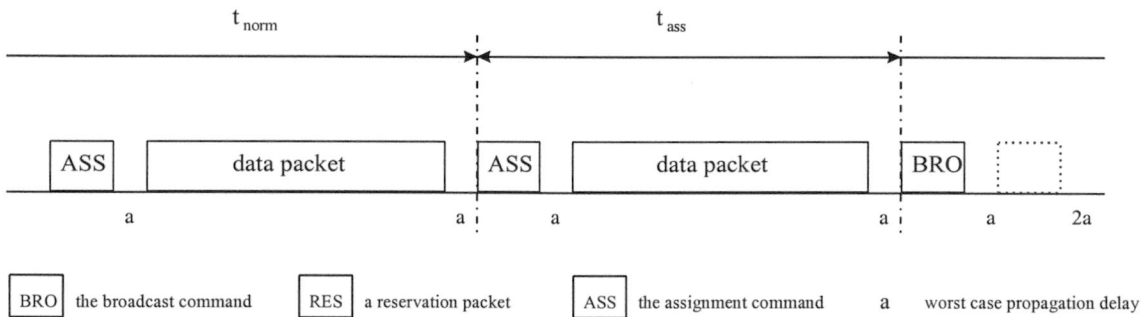 t norm t ass
ASS data packet ASS data packet BRO
a a a a a 2a
BRO the broadcast command RES a reservation packet ASS the assignment command a worst case propagation delay